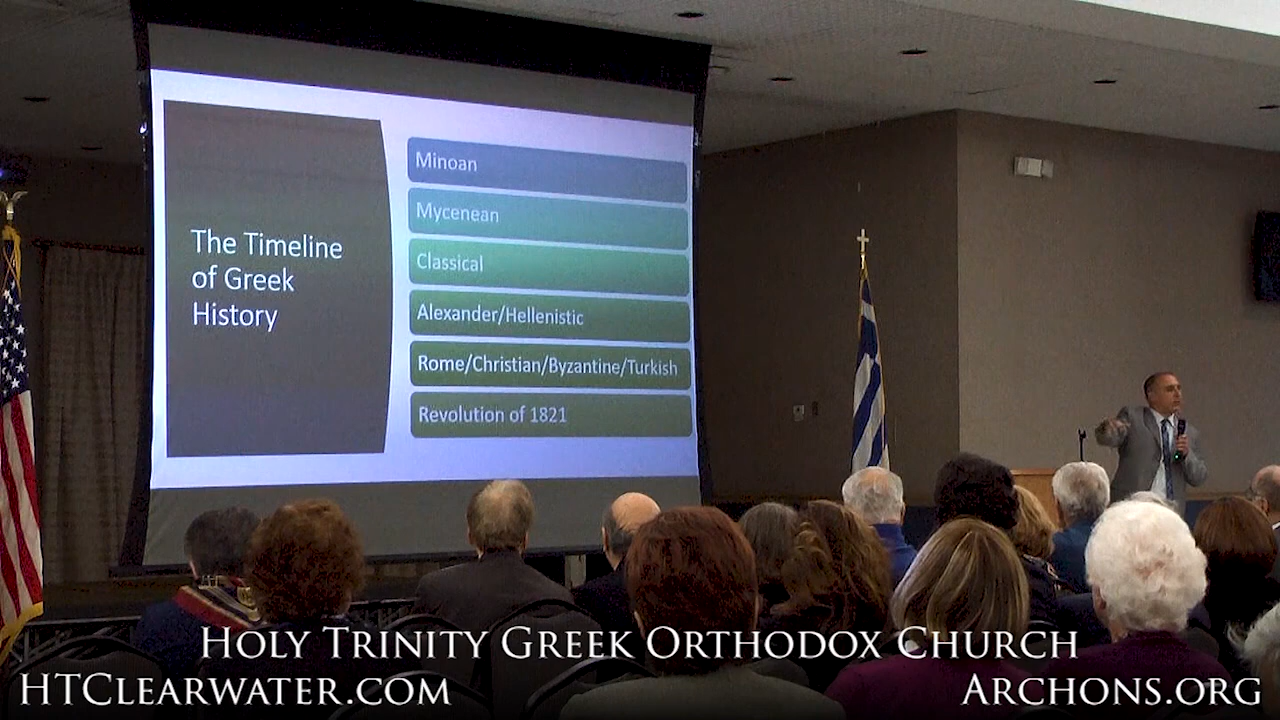 The Timeline
of Greek
History
Minoan
Mycenean
Classical
Alexander/Hellenistic
Rome/Christian/Byzantine/Turkish
Revolution of 1821
Holy Trinity Greek Orthodox Church
HTClearwater.com
Archons.org